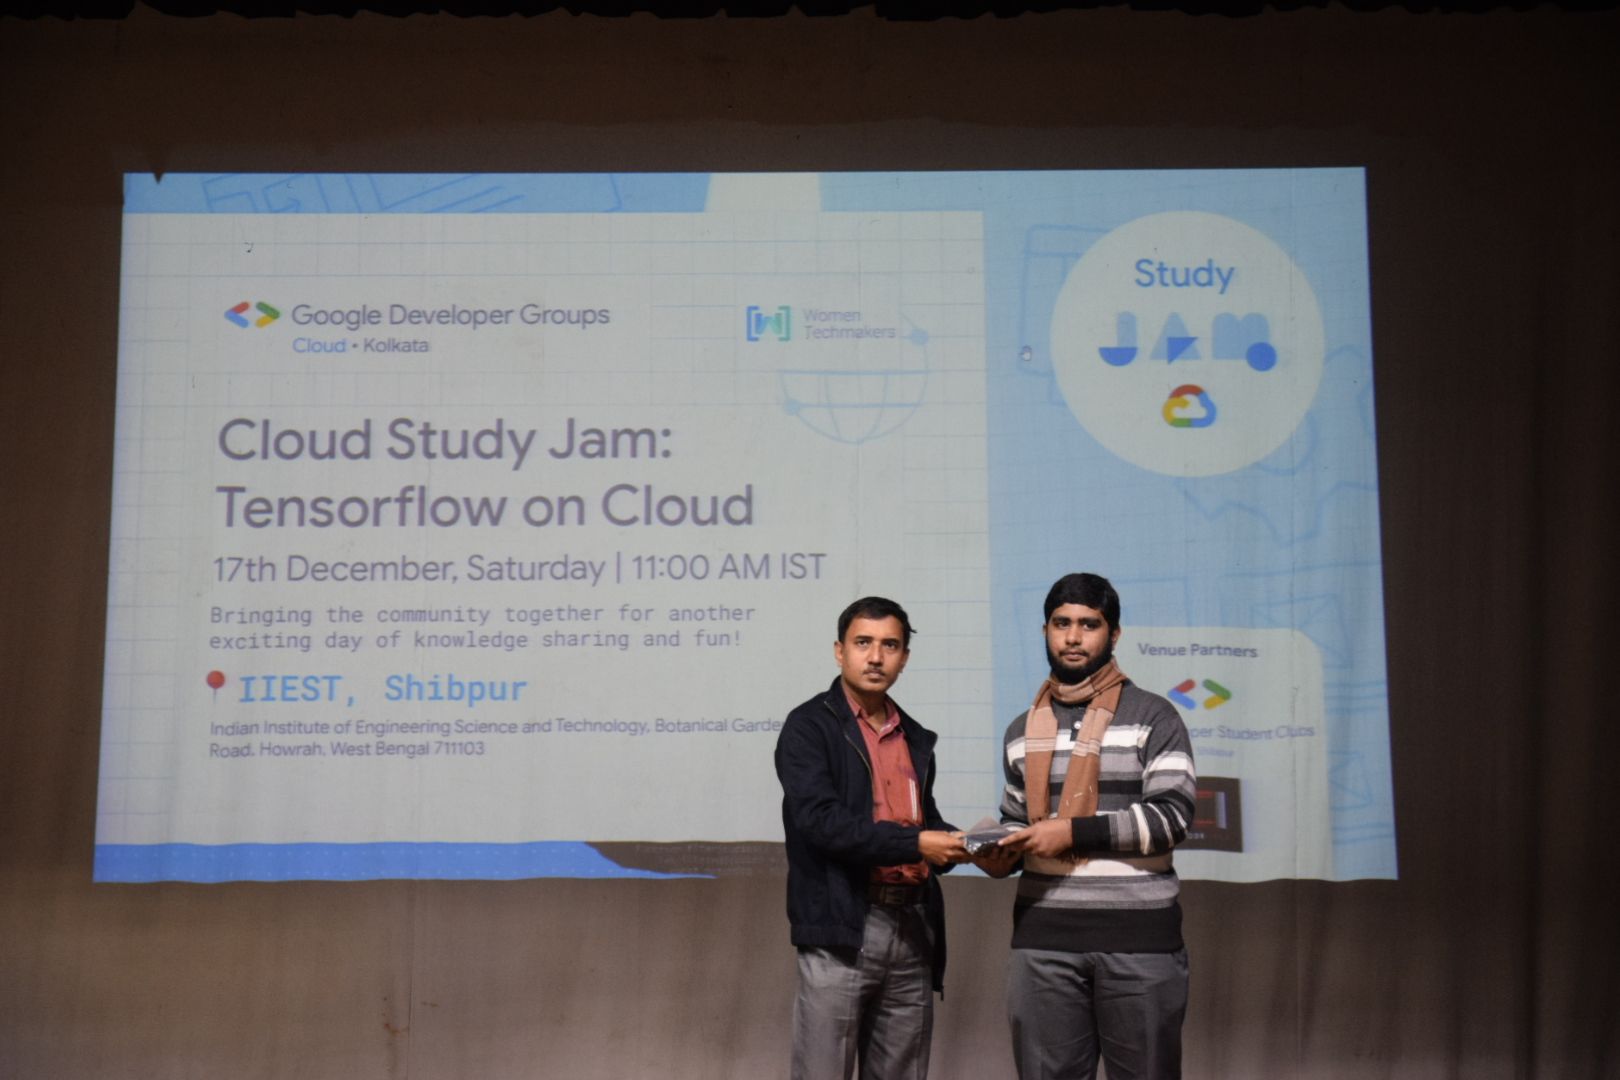 Google Developer Groups
Cloud • Kolkata
Women
Techmakers
Cloud Study Jam:
Tensorflow on Cloud
17th December, Saturday | 11:00 AM IST
Bringing the community together for another
exciting day of knowledge sharing and fun!
IIEST, Shibpur
Indian Institute of Engineering Science and Technology, Botanical
Road, Howrah, West Bengal 711103
Study
JAM
Venue Partners
Student Clubs